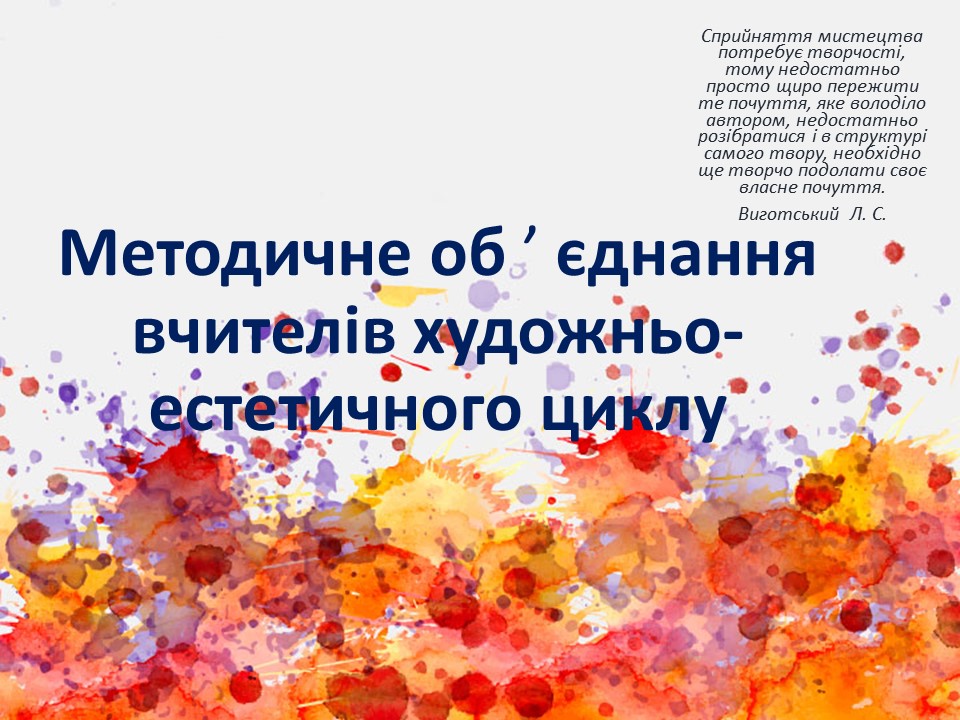 Сприйняття мистецтва
потребує творчості,
тому недостатньо
просто щиро пережити
те почуття, яке володіло
автором, недостатньо
розібратися і в структурі
самого твору, необхідно
ще творчо подолати своє
власне почуття.
Виготський Л. С.
Методичне об ’ єднання
вчителів художньо-
естетичного циклу